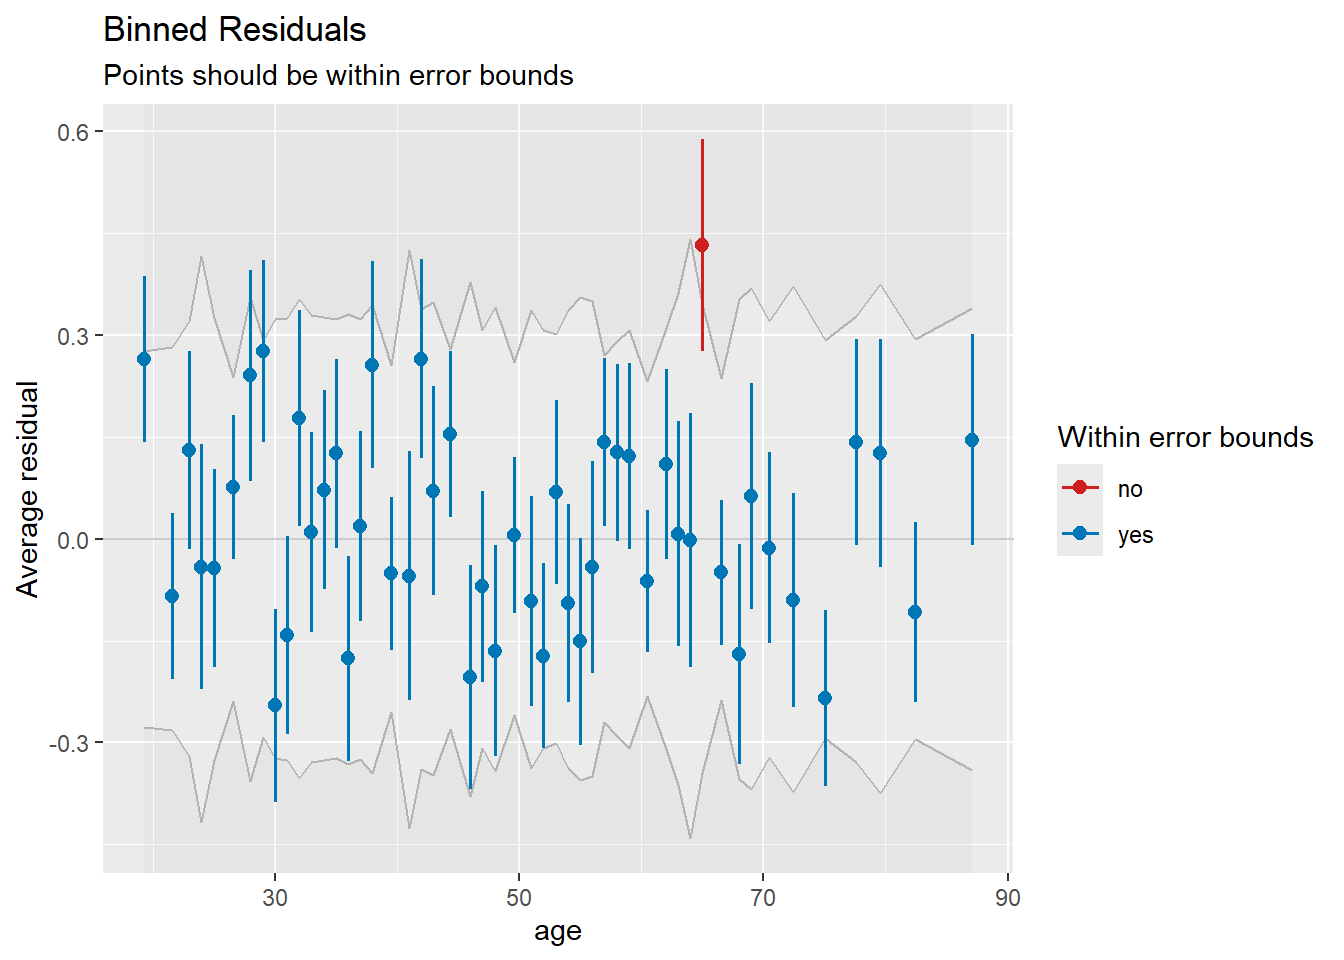 Binned Residuals
Points should be within error bounds
0.6
0.3
0.0
-0.3
Average residual
30
50
70
90
age
Within error bounds
no
yes